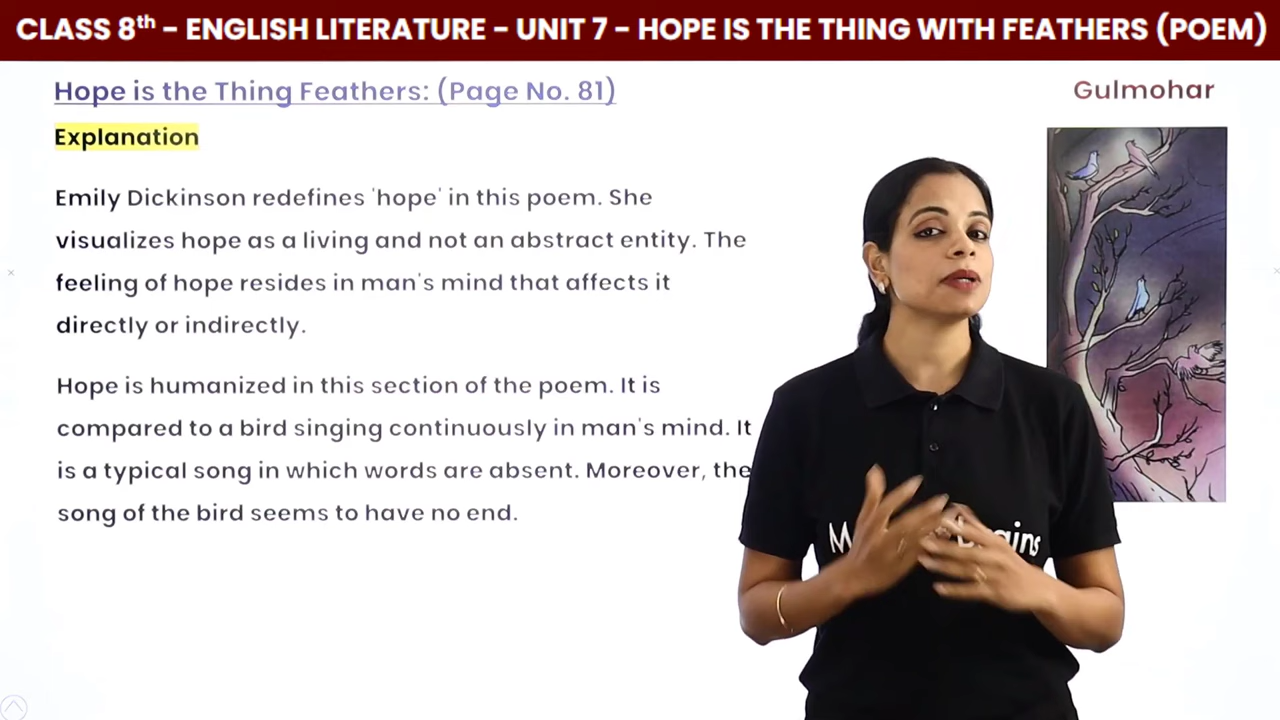 CLASS 8th - ENGLISH LITERATURE - UNIT 7 - HOPE IS THE THING WITH FEATHERS (POEM)
Hope is the Thing Feathers: (Page No. 81)
Gulmohar
Explanation
Emily Dickinson redefines 'hope' in this poem. She
visualizes hope as a living and not an abstract entity. The
feeling of hope resides in man's mind that affects it
directly or indirectly.
Hope is humanized in this section of the poem. It is
compared to a bird singing continuously in man's mind. It
is a typical song in which words are absent. Moreover, the
song of the bird seems to have no end.